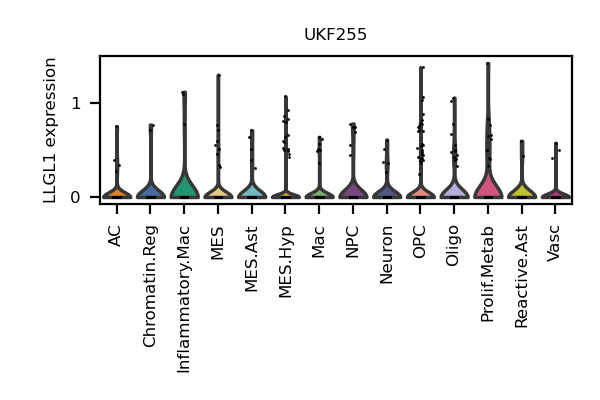 UKF255
LLGL1 expression
1
0
AC
Chromatin.Reg
Inflammatory.Mac
MES
MES.Ast
MES.Hyp
Mac
NPC
Neuron
OPC
Oligo
Prolif.Metab
Reactive.Ast
Vasc